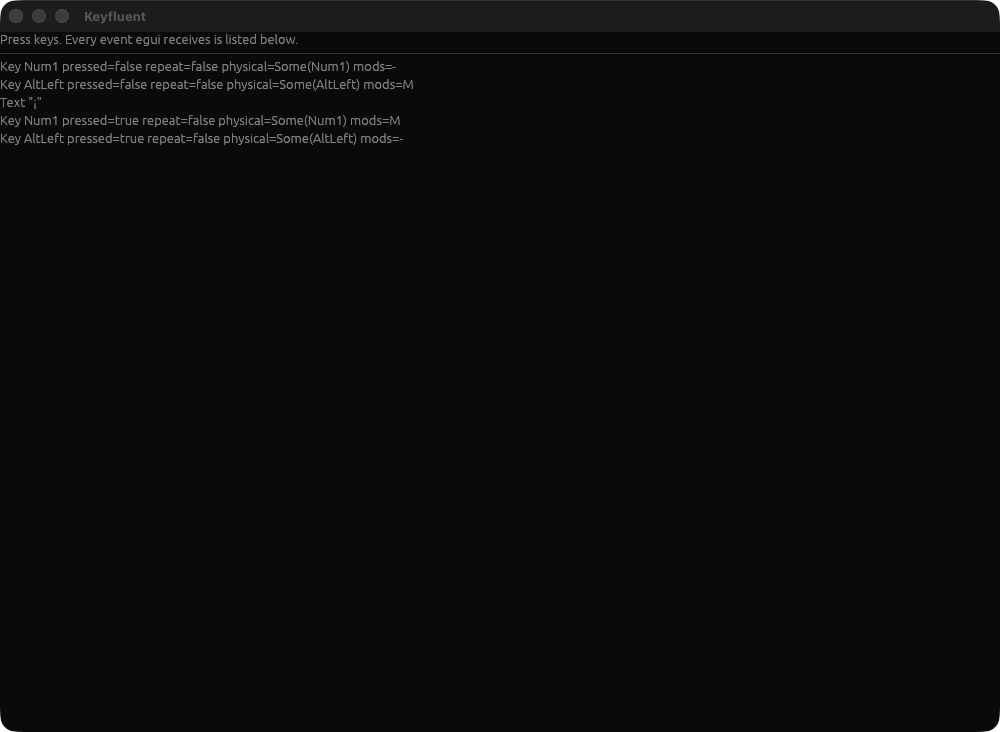 Keyfluent
Press keys. Every event egui receives is listed below.
Key Num1 pressed=false repeat=false physical=Some(Num1) mods=-
Key AltLeft pressed=false repeat=false physical=Some(AltLeft) mods=M
Text "¡"
Key Num1 pressed=true repeat=false physical=Some(Num1) mods=M
Key AltLeft pressed=true repeat=false physical=Some(AltLeft) mods=-